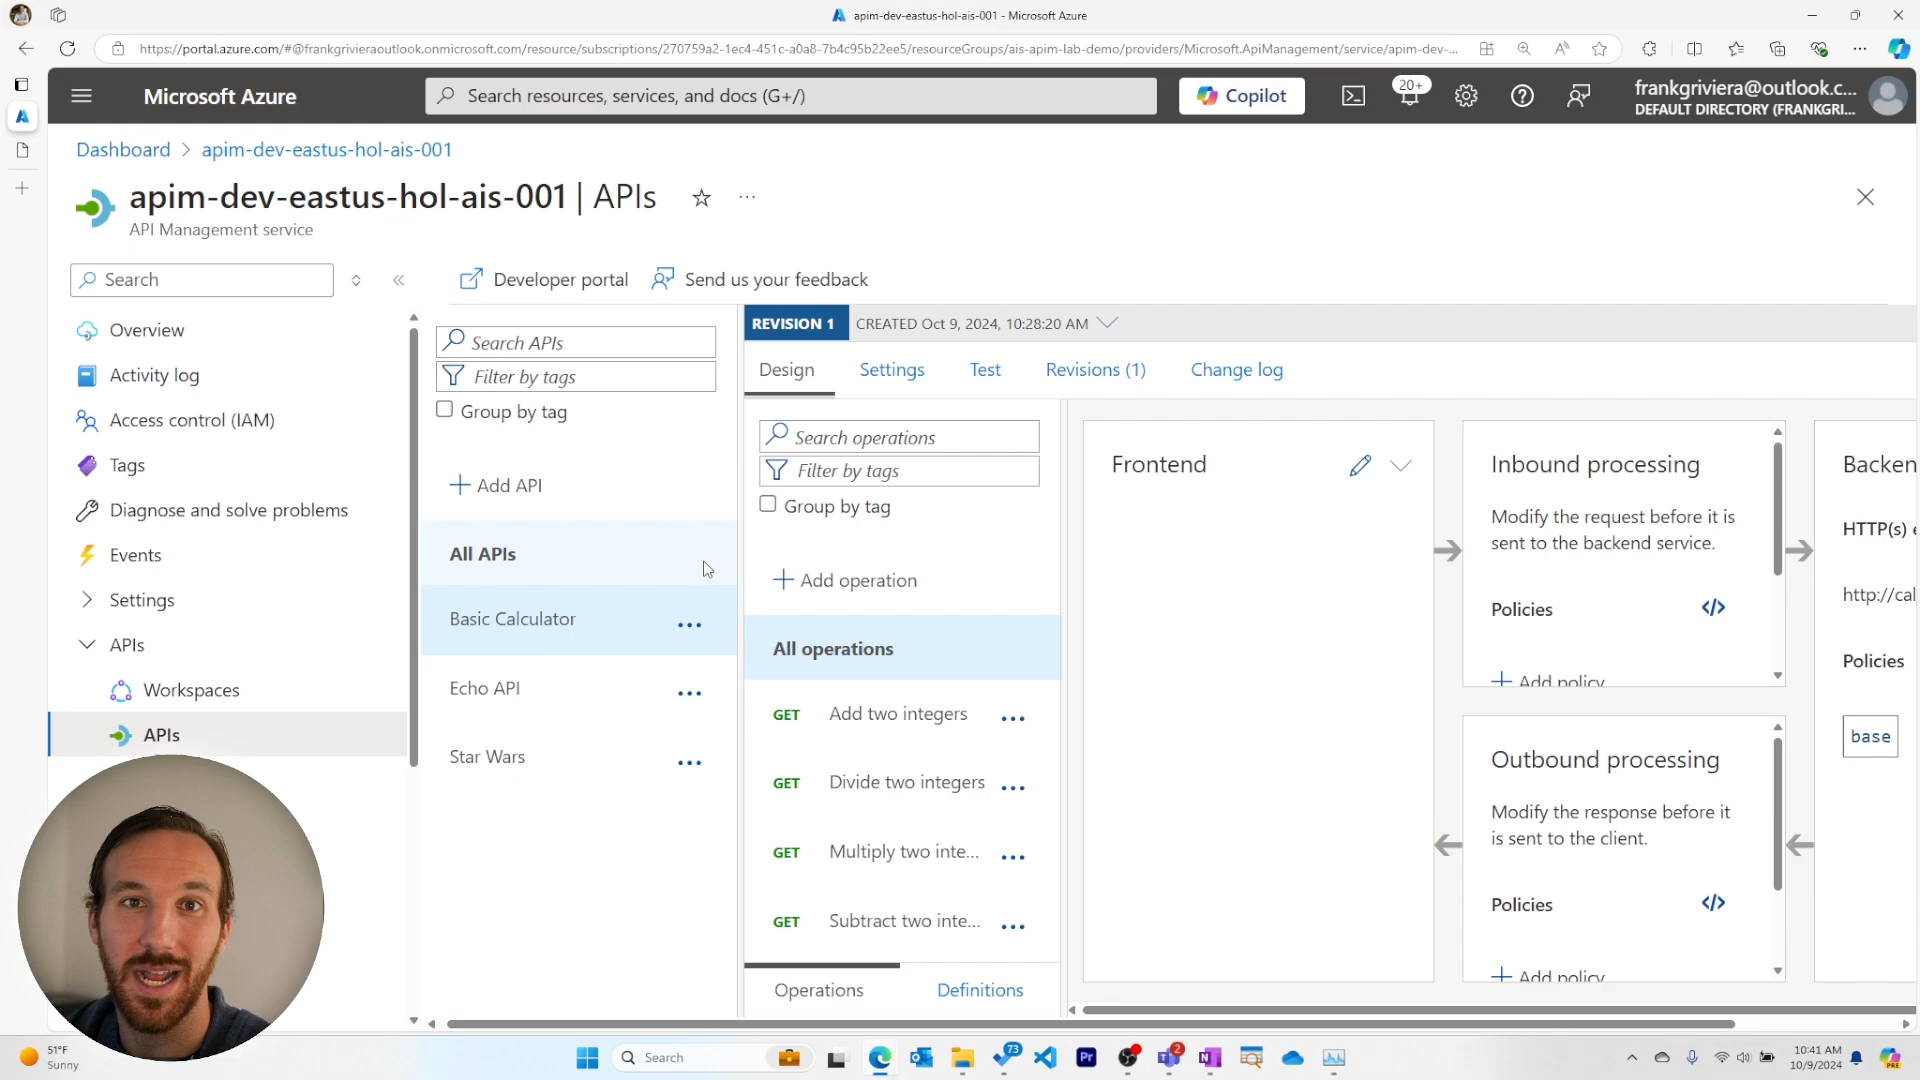 apim-dev-eastus-hol-ais-001 - Microsoft Azure
https://portal.azure.com/#@frankgrivieraoutlook.onmicrosoft.com/resource/subscriptions/270759a2-1ec4-451c-a0a8-7b4c95b22ee5/resourceGroups/ais-apim-lab-demo/providers/Microsoft.ApiManagement/service/apim-dev-...
Microsoft Azure
Search resources, services, and docs (G+/)
Copilot
20+
frankgriviera@outlook.c...
DEFAULT DIRECTORY (FRANKGRI...
Dashboard > apim-dev-eastus-hol-ais-001
apim-dev-eastus-hol-ais-001 | APIs
API Management service
Search
Developer portal
Send us your feedback
Overview
Activity log
Access control (IAM)
Tags
Diagnose and solve problems
Events
Settings
APIs
Workspaces
APIs
Search APIs
Filter by tags
Group by tag
+ Add API
All APIs
Basic Calculator
Echo API
Star Wars
REVISION 1 CREATED Oct 9, 2024, 10:28:20 AM
Design Settings Test Revisions (1) Change log
Search operations
Filter by tags
Group by tag
+ Add operation
All operations
GET Add two integers
GET Divide two integers
GET Multiply two inte...
GET Subtract two inte...
Operations Definitions
Frontend
Inbound processing
Modify the request before it is
sent to the backend service.
Policies </>
+ Add policy
Outbound processing
Modify the response before it
is sent to the client.
Policies </>
+ Add policy
Backen
HTTP(s) e
http://cal
Policies
base
51°F
Sunny
Search
73
Pr
2
10:41 AM
10/9/2024
PRE